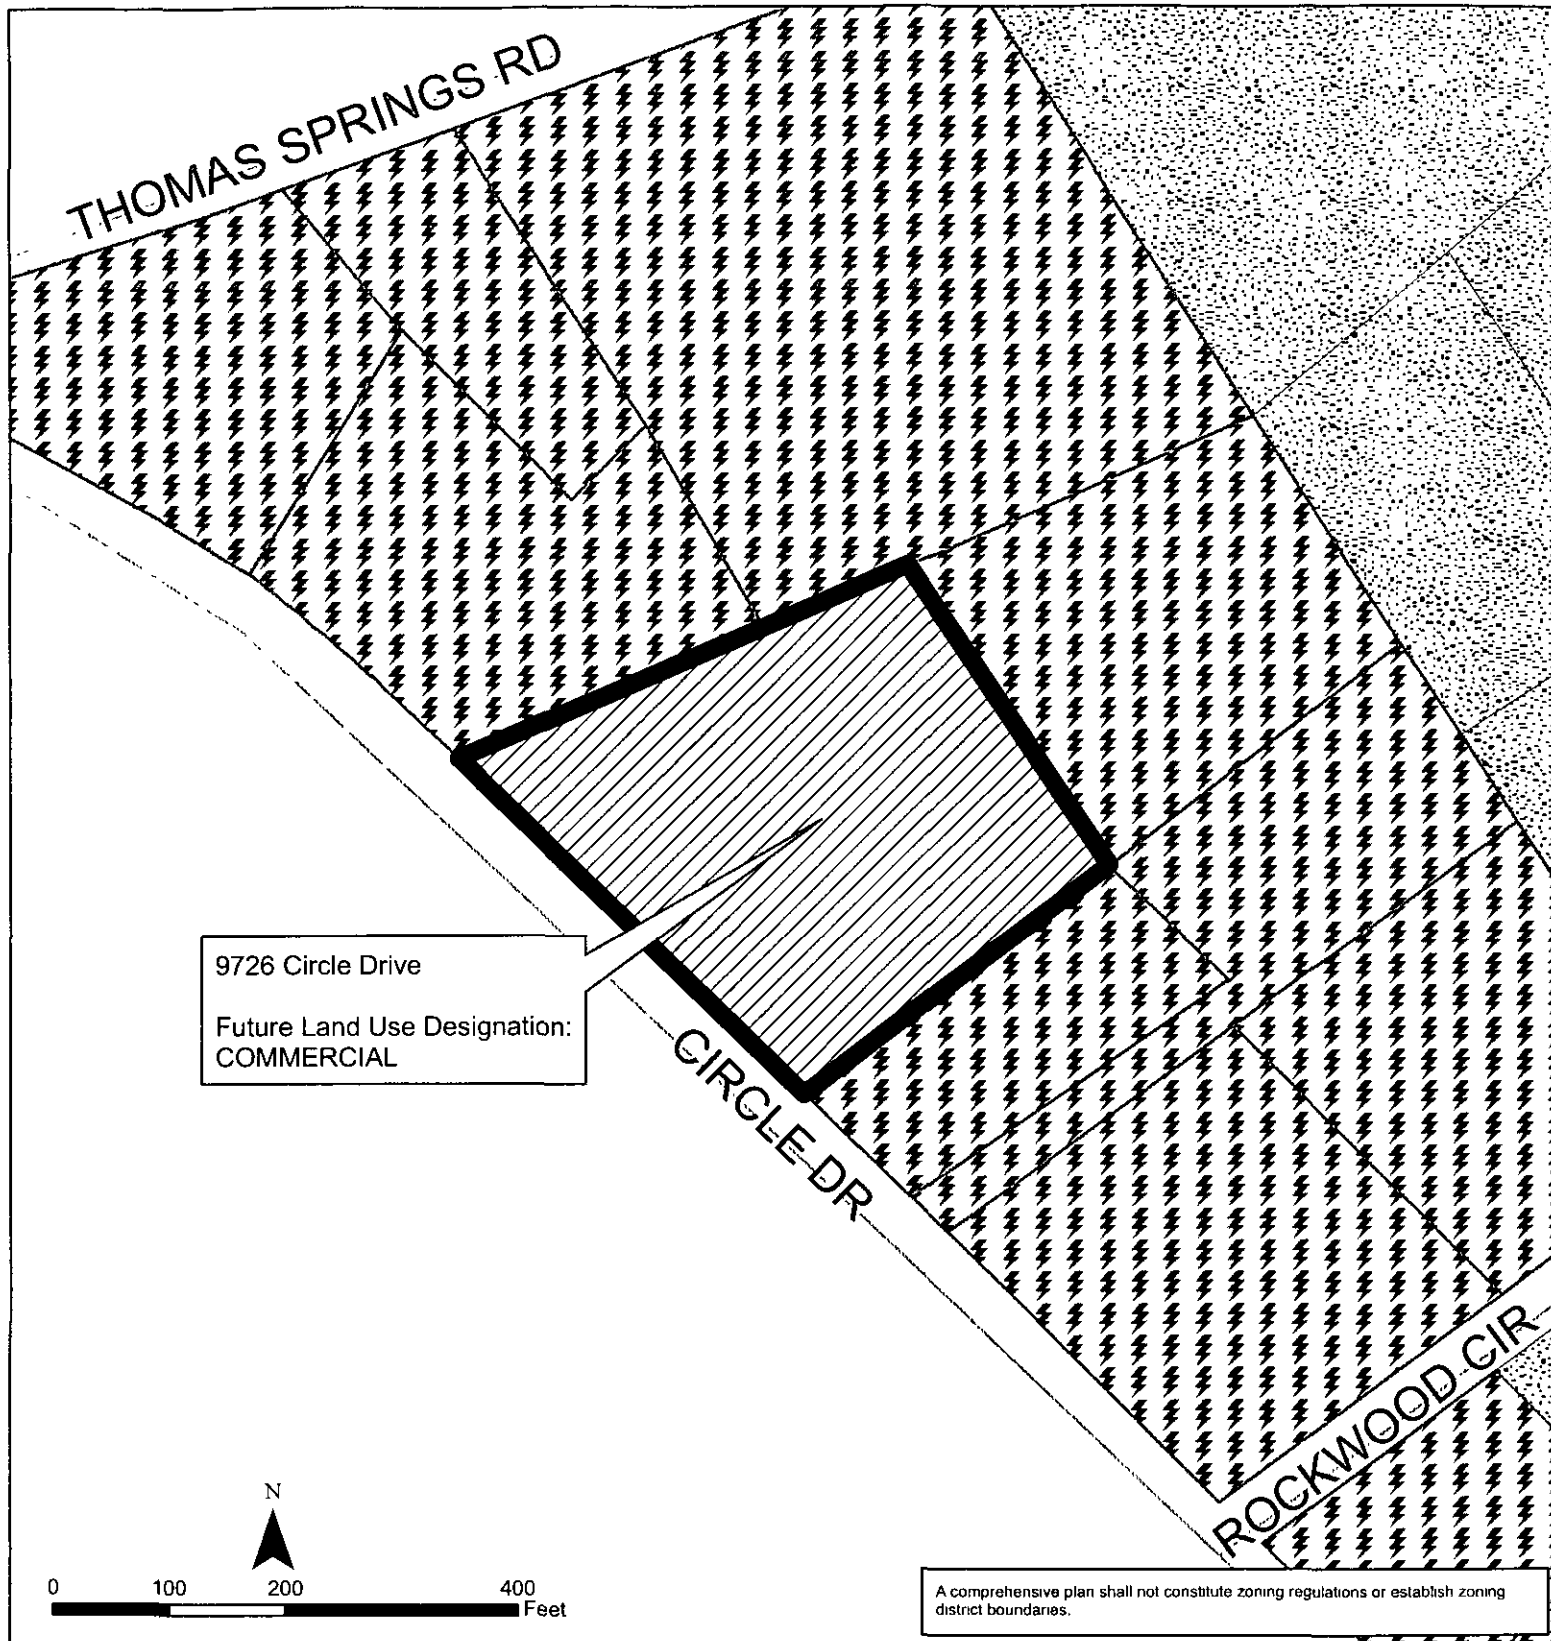 THOMAS SPRINGS RD
9726 Circle Drive
Future Land Use Designation:
COMMERCIAL
CIRCLE DR
ROCKWOOD CIR
N
0 100 200 400
Feet
A comprehensive plan shall not constitute zoning regulations or establish zoning
district boundaries.